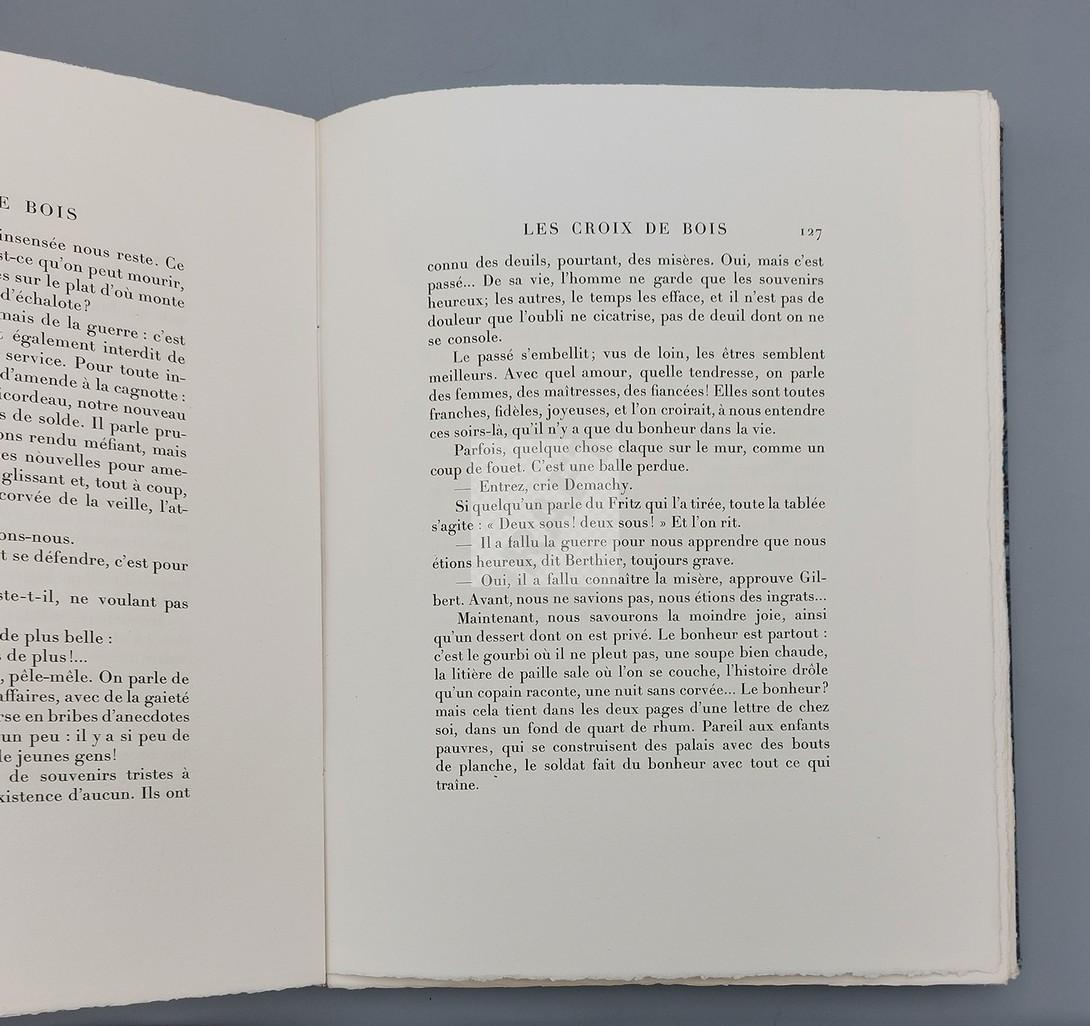 E BOIS
insensée nous reste. Ce
st-ce qu'on peut mourir,
s sur le plat d'où monte
d'échalote?
mais de la guerre : c'est
également interdit de
service. Pour toute in-
d'amende à la cagnotte :
icordeau, notre nouveau
s de solde. Il parle pru-
ons rendu méfiant, mais
es nouvelles pour ame-
glissant et, tout à coup,
corvée de la veille, l'at-
ons-nous.
t se défendre, c'est pour
ste-t-il, ne voulant pas
de plus belle :
de plus!...
, pêle-mêle. On parle de
affaires, avec de la gaieté
rse en bribes d'anecdotes
un peu : il y a si peu de
le jeunes gens!
de souvenirs tristes à
xistence d'aucun. Ils ont
LES CROIX DE BOIS 127
connu des deuils, pourtant, des misères. Oui, mais c'est
passé... De sa vie, l'homme ne garde que les souvenirs
heureux; les autres, le temps les efface, et il n'est pas de
douleur que l'oubli ne cicatrise, pas de deuil dont on ne
se console.
Le passé s'embellit; vus de loin, les êtres semblent
meilleurs. Avec quel amour, quelle tendresse, on parle
des femmes, des maîtresses, des fiancées! Elles sont toutes
franches, fidèles, joyeuses, et l'on croirait, à nous entendre
ces soirs-là, qu'il n'y a que du bonheur dans la vie.
Parfois, quelque chose claque sur le mur, comme un
coup de fouet. C'est une balle perdue.
— Entrez, crie Demachy.
Si quelqu'un parle du Fritz qui l'a tirée, toute la tablée
s'agite : « Deux sous! deux sous! » Et l'on rit.
— Il a fallu la guerre pour nous apprendre que nous
étions heureux, dit Berthier, toujours grave.
— Oui, il a fallu connaître la misère, approuve Gil-
bert. Avant, nous ne savions pas, nous étions des ingrats...
Maintenant, nous savourons la moindre joie, ainsi
qu'un dessert dont on est privé. Le bonheur est partout :
c'est le gourbi où il ne pleut pas, une soupe bien chaude,
la litière de paille sale où l'on se couche, l'histoire drôle
qu'un copain raconte, une nuit sans corvée... Le bonheur?
mais cela tient dans les deux pages d'une lettre de chez
soi, dans un fond de quart de rhum. Pareil aux enfants
pauvres, qui se construisent des palais avec des bouts
de planche, le soldat fait du bonheur avec tout ce qui
traîne.